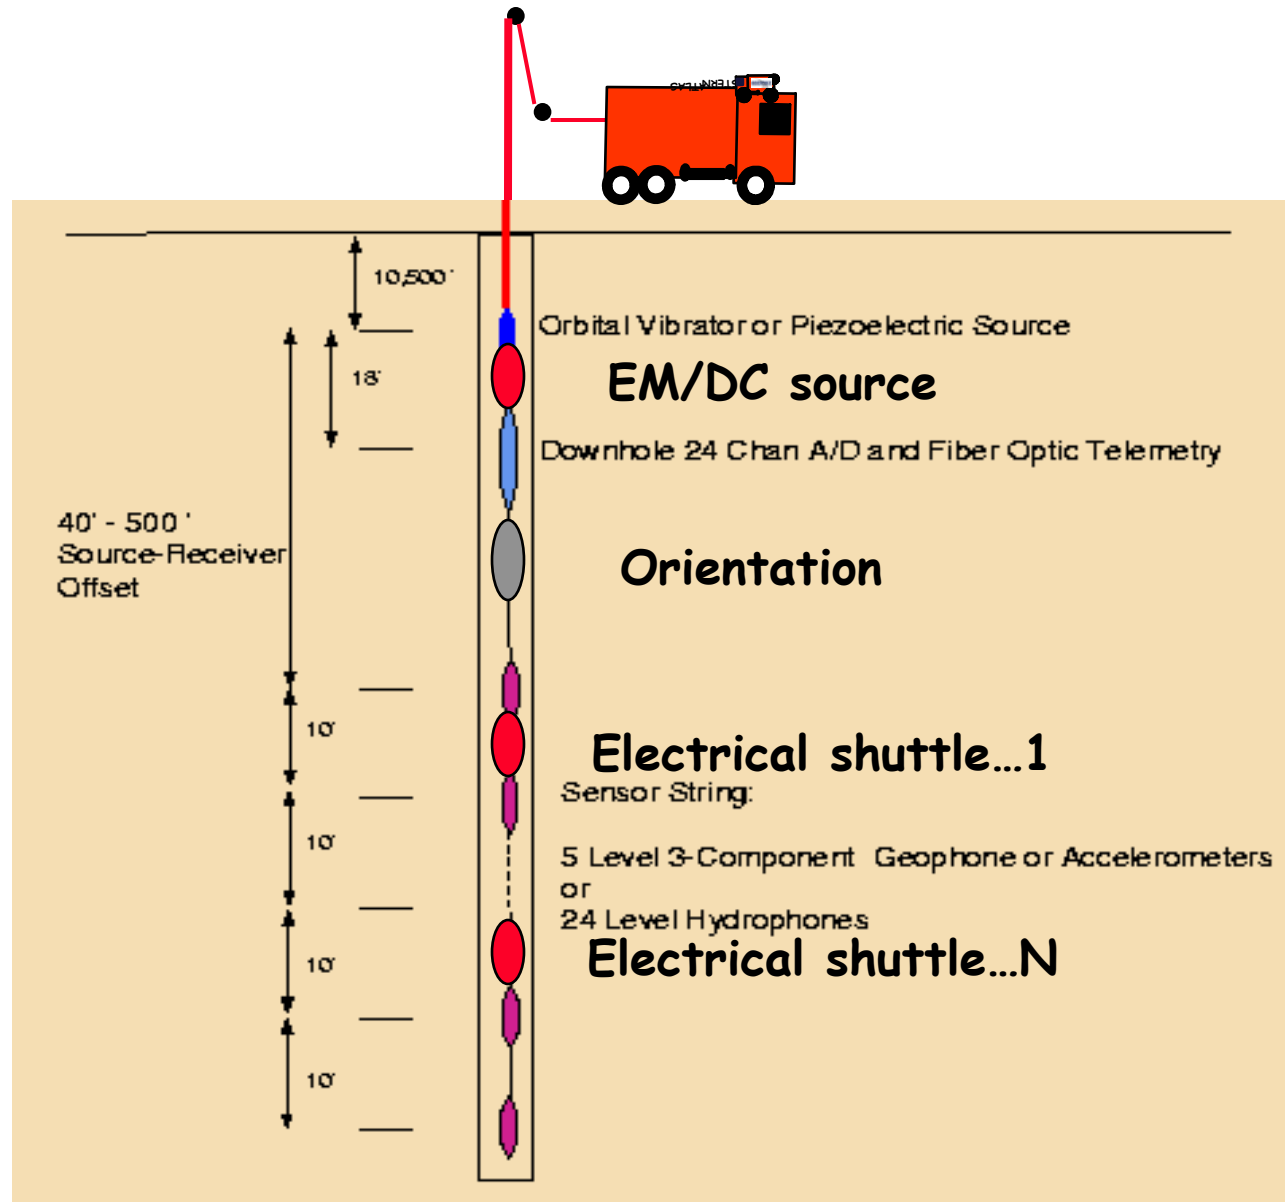 10,500'
Orbital Vibrator or Piezoelectric Source
EM/DC source
18'
Downhole 24 Chan A/D and Fiber Optic Telemetry
40' - 500 '
Source-Receiver
Offset
Orientation
10'
Electrical shuttle...1
Sensor String:
10'
5 Level 3-Component Geophone or Accelerometers
or
24 Level Hydrophones
Electrical shuttle...N
10'
10'